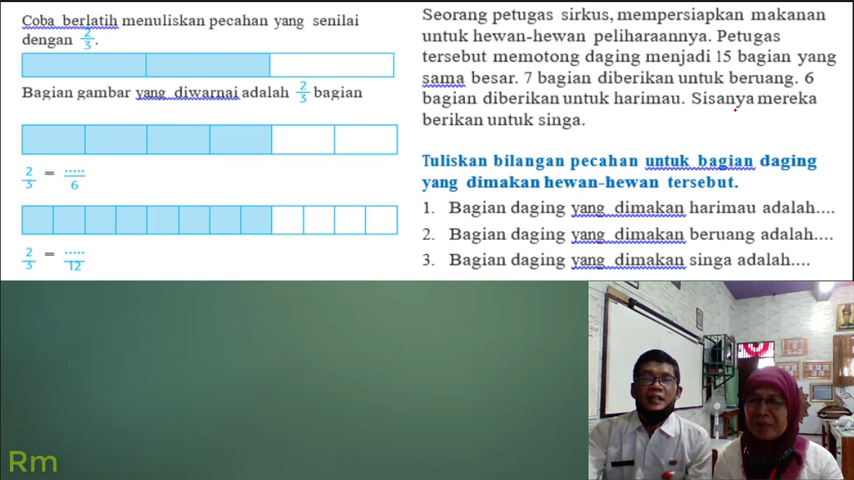 Coba berlatih menuliskan pecahan yang senilai
dengan 2/3.
Bagian gambar yang diwarnai adalah 2/3 bagian
2/3 = ...../6
2/3 = ...../12
Seorang petugas sirkus, mempersiapkan makanan
untuk hewan-hewan peliharaannya. Petugas
tersebut memotong daging menjadi 15 bagian yang
sama besar. 7 bagian diberikan untuk beruang. 6
bagian diberikan untuk harimau. Sisanya mereka
berikan untuk singa.
Tuliskan bilangan pecahan untuk bagian daging
yang dimakan hewan-hewan tersebut.
1. Bagian daging yang dimakan harimau adalah....
2. Bagian daging yang dimakan beruang adalah....
3. Bagian daging yang dimakan singa adalah....
Rm